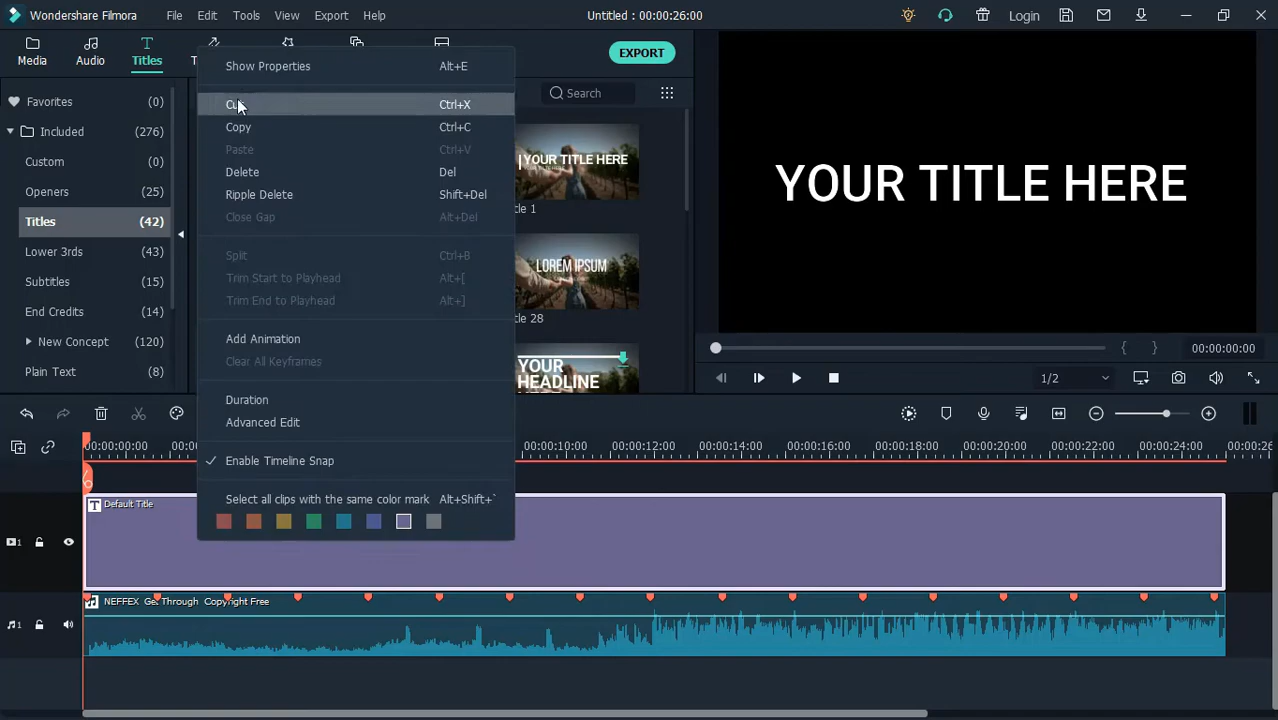 Wondershare Filmora File Edit Tools View Export Help Untitled : 00:00:26:00 Login
Media Audio Titles EXPORT
Show Properties Alt+E
Favorites (0) Search
Cut Ctrl+X
Included (276) Copy Ctrl+C
Paste Ctrl+V
YOUR TITLE HERE
Custom (0)
Delete Del
YOUR TITLE HERE
Openers (25) Ripple Delete Shift+Del
Close Gap Alt+Del
Titles (42)
Lower 3rds (43) Split Ctrl+B
LOREM IPSUM
Subtitles (15) Trim Start to Playhead Alt+[
Trim End to Playhead Alt+]
End Credits (14)
28
New Concept (120) Add Animation
00:00:00:00
Clear All Keyframes
YOUR
HEADLINE
Plain Text (8)
1/2
Duration
Advanced Edit
00:00:00:00 00:00:10:00 00:00:12:00 00:00:14:00 00:00:16:00 00:00:18:00 00:00:20:00 00:00:22:00 00:00:24:00
Enable Timeline Snap
Select all clips with the same color mark Alt+Shift+`
Default Title
1
NEFFEX Get Through Copyright Free
1